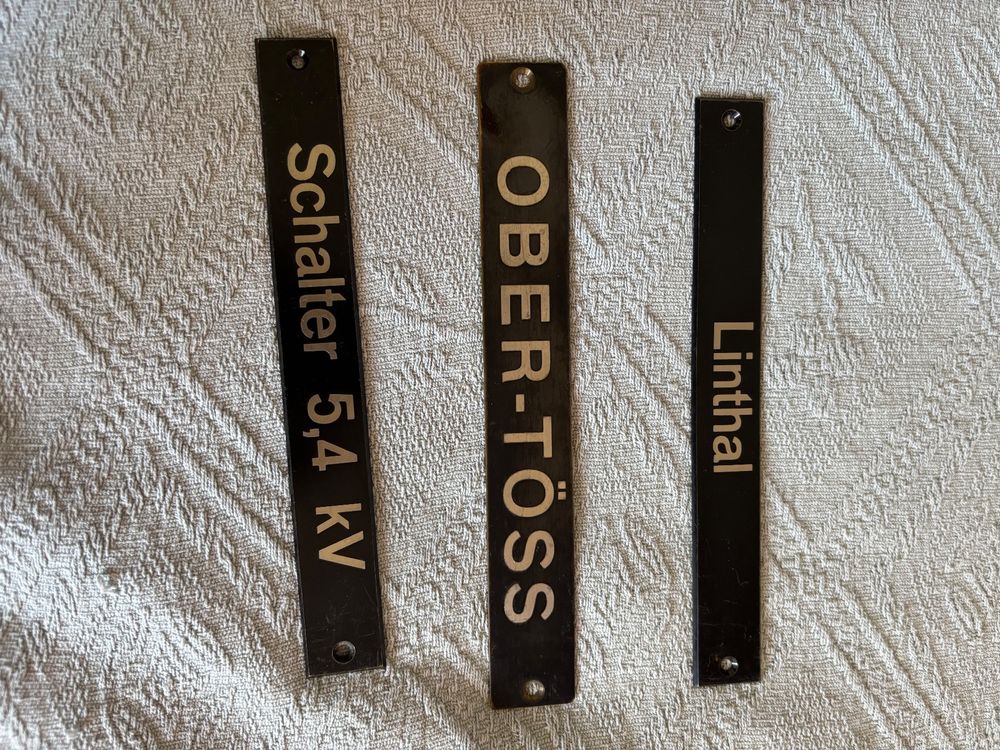 Schalter 5,4 kV
OBER-TÖSS
Linthal